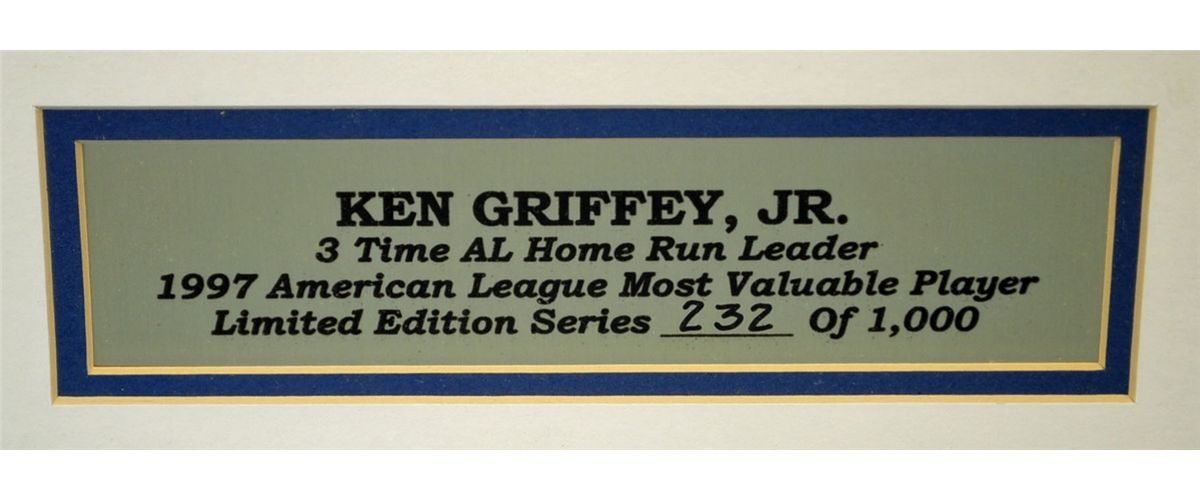 KEN GRIFFEY, JR.
3 Time AL Home Run Leader
1997 American League Most Valuable Player
Limited Edition Series 232 Of 1,000